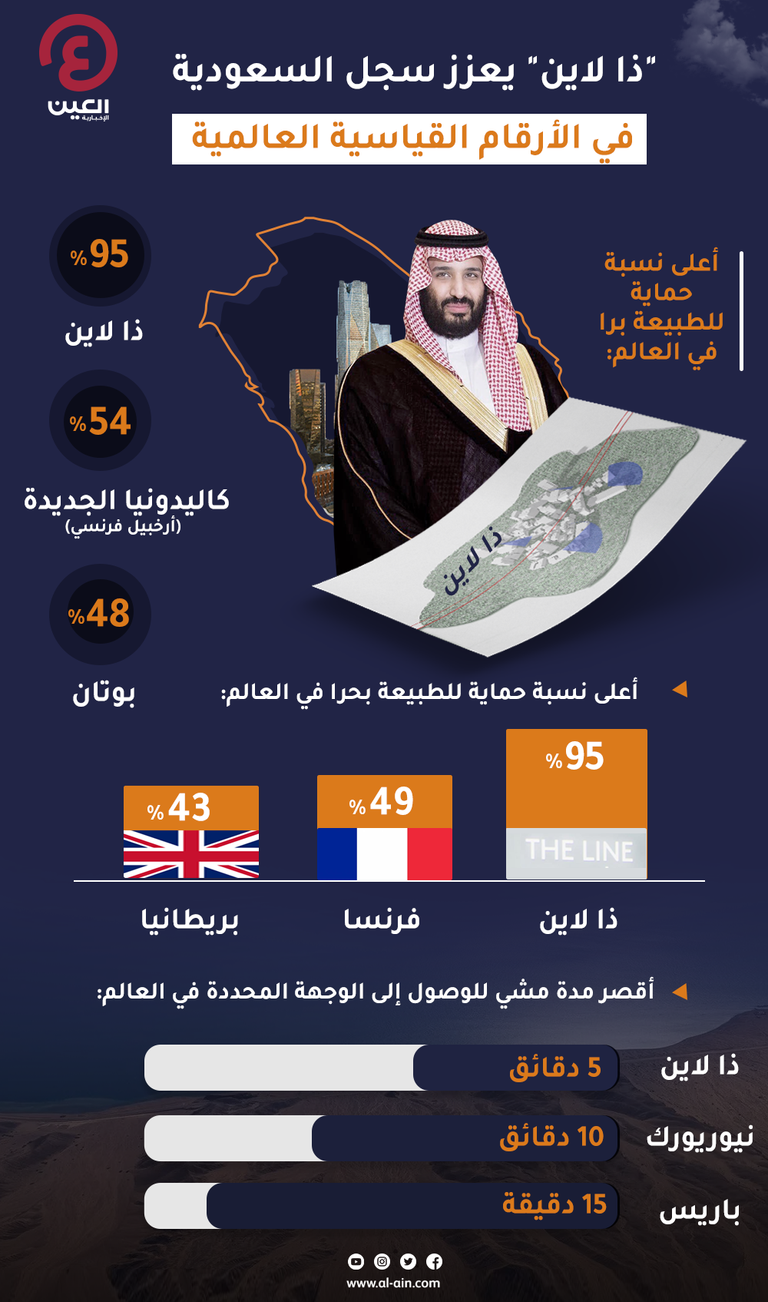 العين
الإخبارية
"ذا لاين" يعزز سجل السعودية
في الأرقام القياسية العالمية
أعلى نسبة
حماية
للطبيعة برا
في العالم:
95%
ذا لاين
54%
كاليدونيا الجديدة
(أرخبيل فرنسي)
48%
بوتان
ذا لاين
أعلى نسبة حماية للطبيعة بحرا في العالم:
95%
THE LINE
ذا لاين
49%
فرنسا
43%
بريطانيا
أقصر مدة مشي للوصول إلى الوجهة المحددة في العالم:
ذا لاين
5 دقائق
نيوريورك
10 دقائق
باريس
15 دقيقة
www.al-ain.com